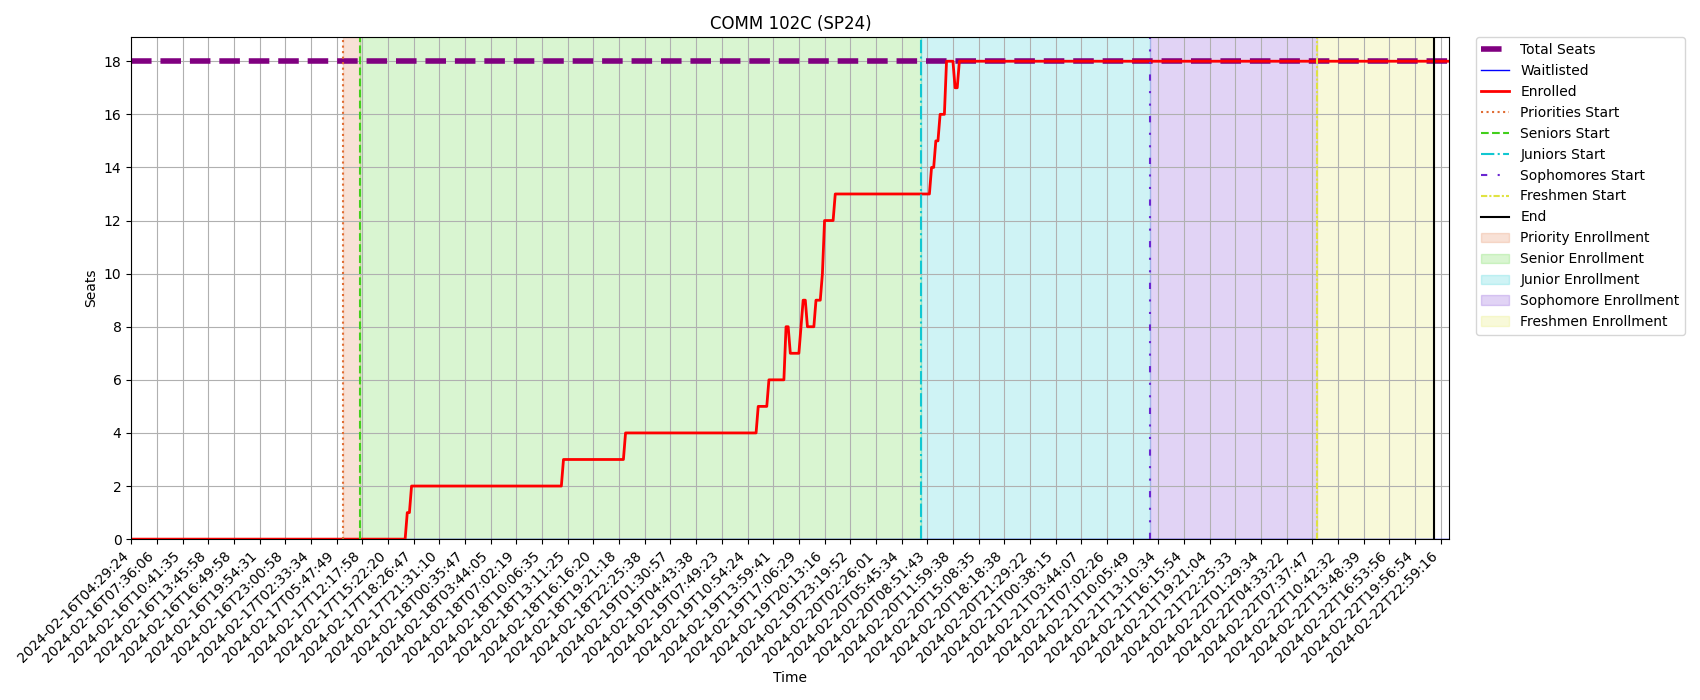 COMM 102C (SP24)
Seats
18
16
14
12
10
8
6
4
2
0
2024-02-16T04:29:24
2024-02-16T07:36:06
2024-02-16T10:41:35
2024-02-16T13:45:58
2024-02-16T16:49:58
2024-02-16T19:54:31
2024-02-16T23:00:58
2024-02-17T02:33:34
2024-02-17T05:47:49
2024-02-17T12:17:58
2024-02-17T15:22:20
2024-02-17T18:26:47
2024-02-17T21:31:10
2024-02-18T00:35:47
2024-02-18T03:44:05
2024-02-18T07:02:19
2024-02-18T10:06:35
2024-02-18T13:11:25
2024-02-18T16:16:20
2024-02-18T19:21:18
2024-02-18T22:25:38
2024-02-19T01:30:57
2024-02-19T04:43:38
2024-02-19T07:49:23
2024-02-19T10:54:24
2024-02-19T13:59:41
2024-02-19T17:06:29
2024-02-19T20:13:16
2024-02-19T23:19:52
2024-02-20T02:26:01
2024-02-20T05:45:34
2024-02-20T08:51:43
2024-02-20T11:59:38
2024-02-20T15:08:35
2024-02-20T18:18:38
2024-02-20T21:29:22
2024-02-21T00:38:15
2024-02-21T03:44:07
2024-02-21T07:02:26
2024-02-21T10:05:49
2024-02-21T13:10:34
2024-02-21T16:15:54
2024-02-21T19:21:04
2024-02-21T22:25:33
2024-02-22T01:29:34
2024-02-22T04:33:22
2024-02-22T07:37:47
2024-02-22T10:42:32
2024-02-22T13:48:39
2024-02-22T16:53:56
2024-02-22T19:56:54
2024-02-22T22:59:16
Time
Total Seats
Waitlisted
Enrolled
Priorities Start
Seniors Start
Juniors Start
Sophomores Start
Freshmen Start
End
Priority Enrollment
Senior Enrollment
Junior Enrollment
Sophomore Enrollment
Freshmen Enrollment